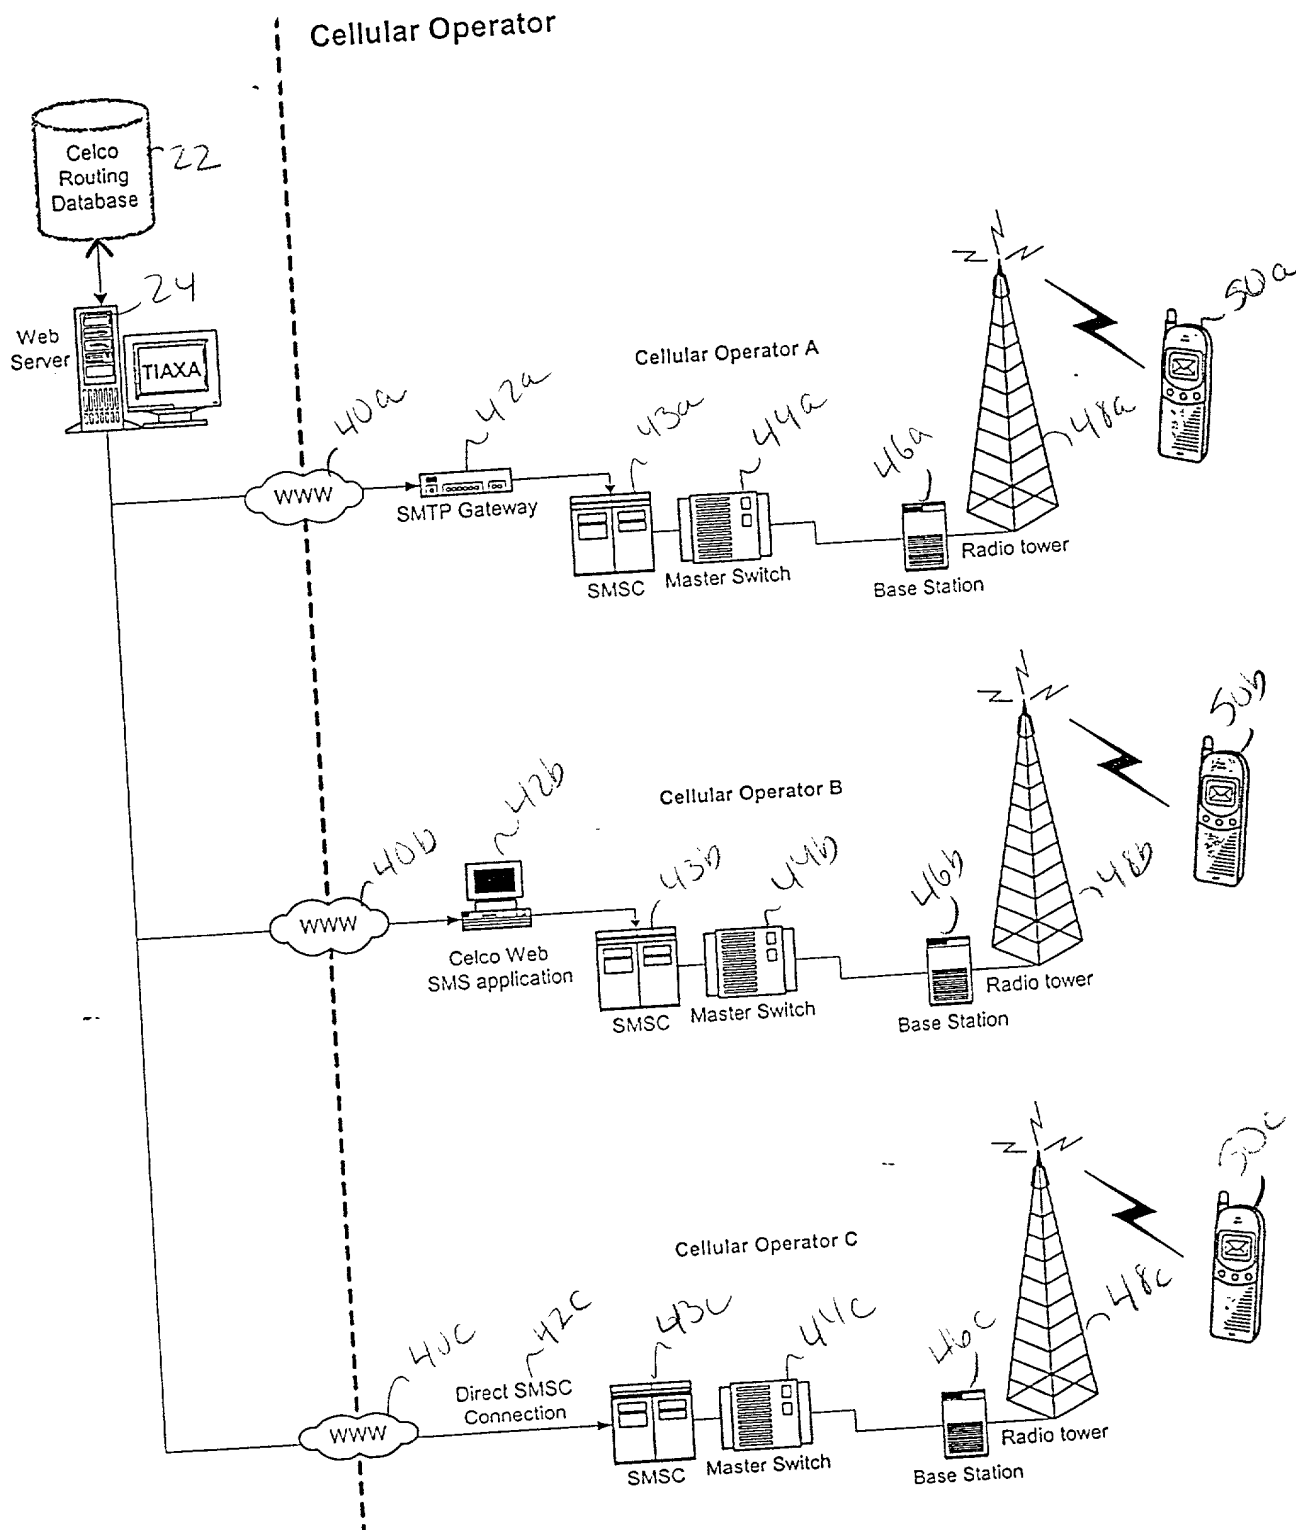 Cellular Operator
Celco
Routing
Database
22
24
Web
Server
TIAXA
Cellular Operator A
40a
42a
43a
44a
46a
48a
50a
WWW
SMTP Gateway
SMSC
Master Switch
Base Station
Radio tower
Cellular Operator B
40b
42b
43b
44b
46b
48b
50b
WWW
Celco Web
SMS application
SMSC
Master Switch
Base Station
Radio tower
Cellular Operator C
40c
42c
43c
44c
46c
48c
50c
WWW
Direct SMSC
Connection
SMSC
Master Switch
Base Station
Radio tower